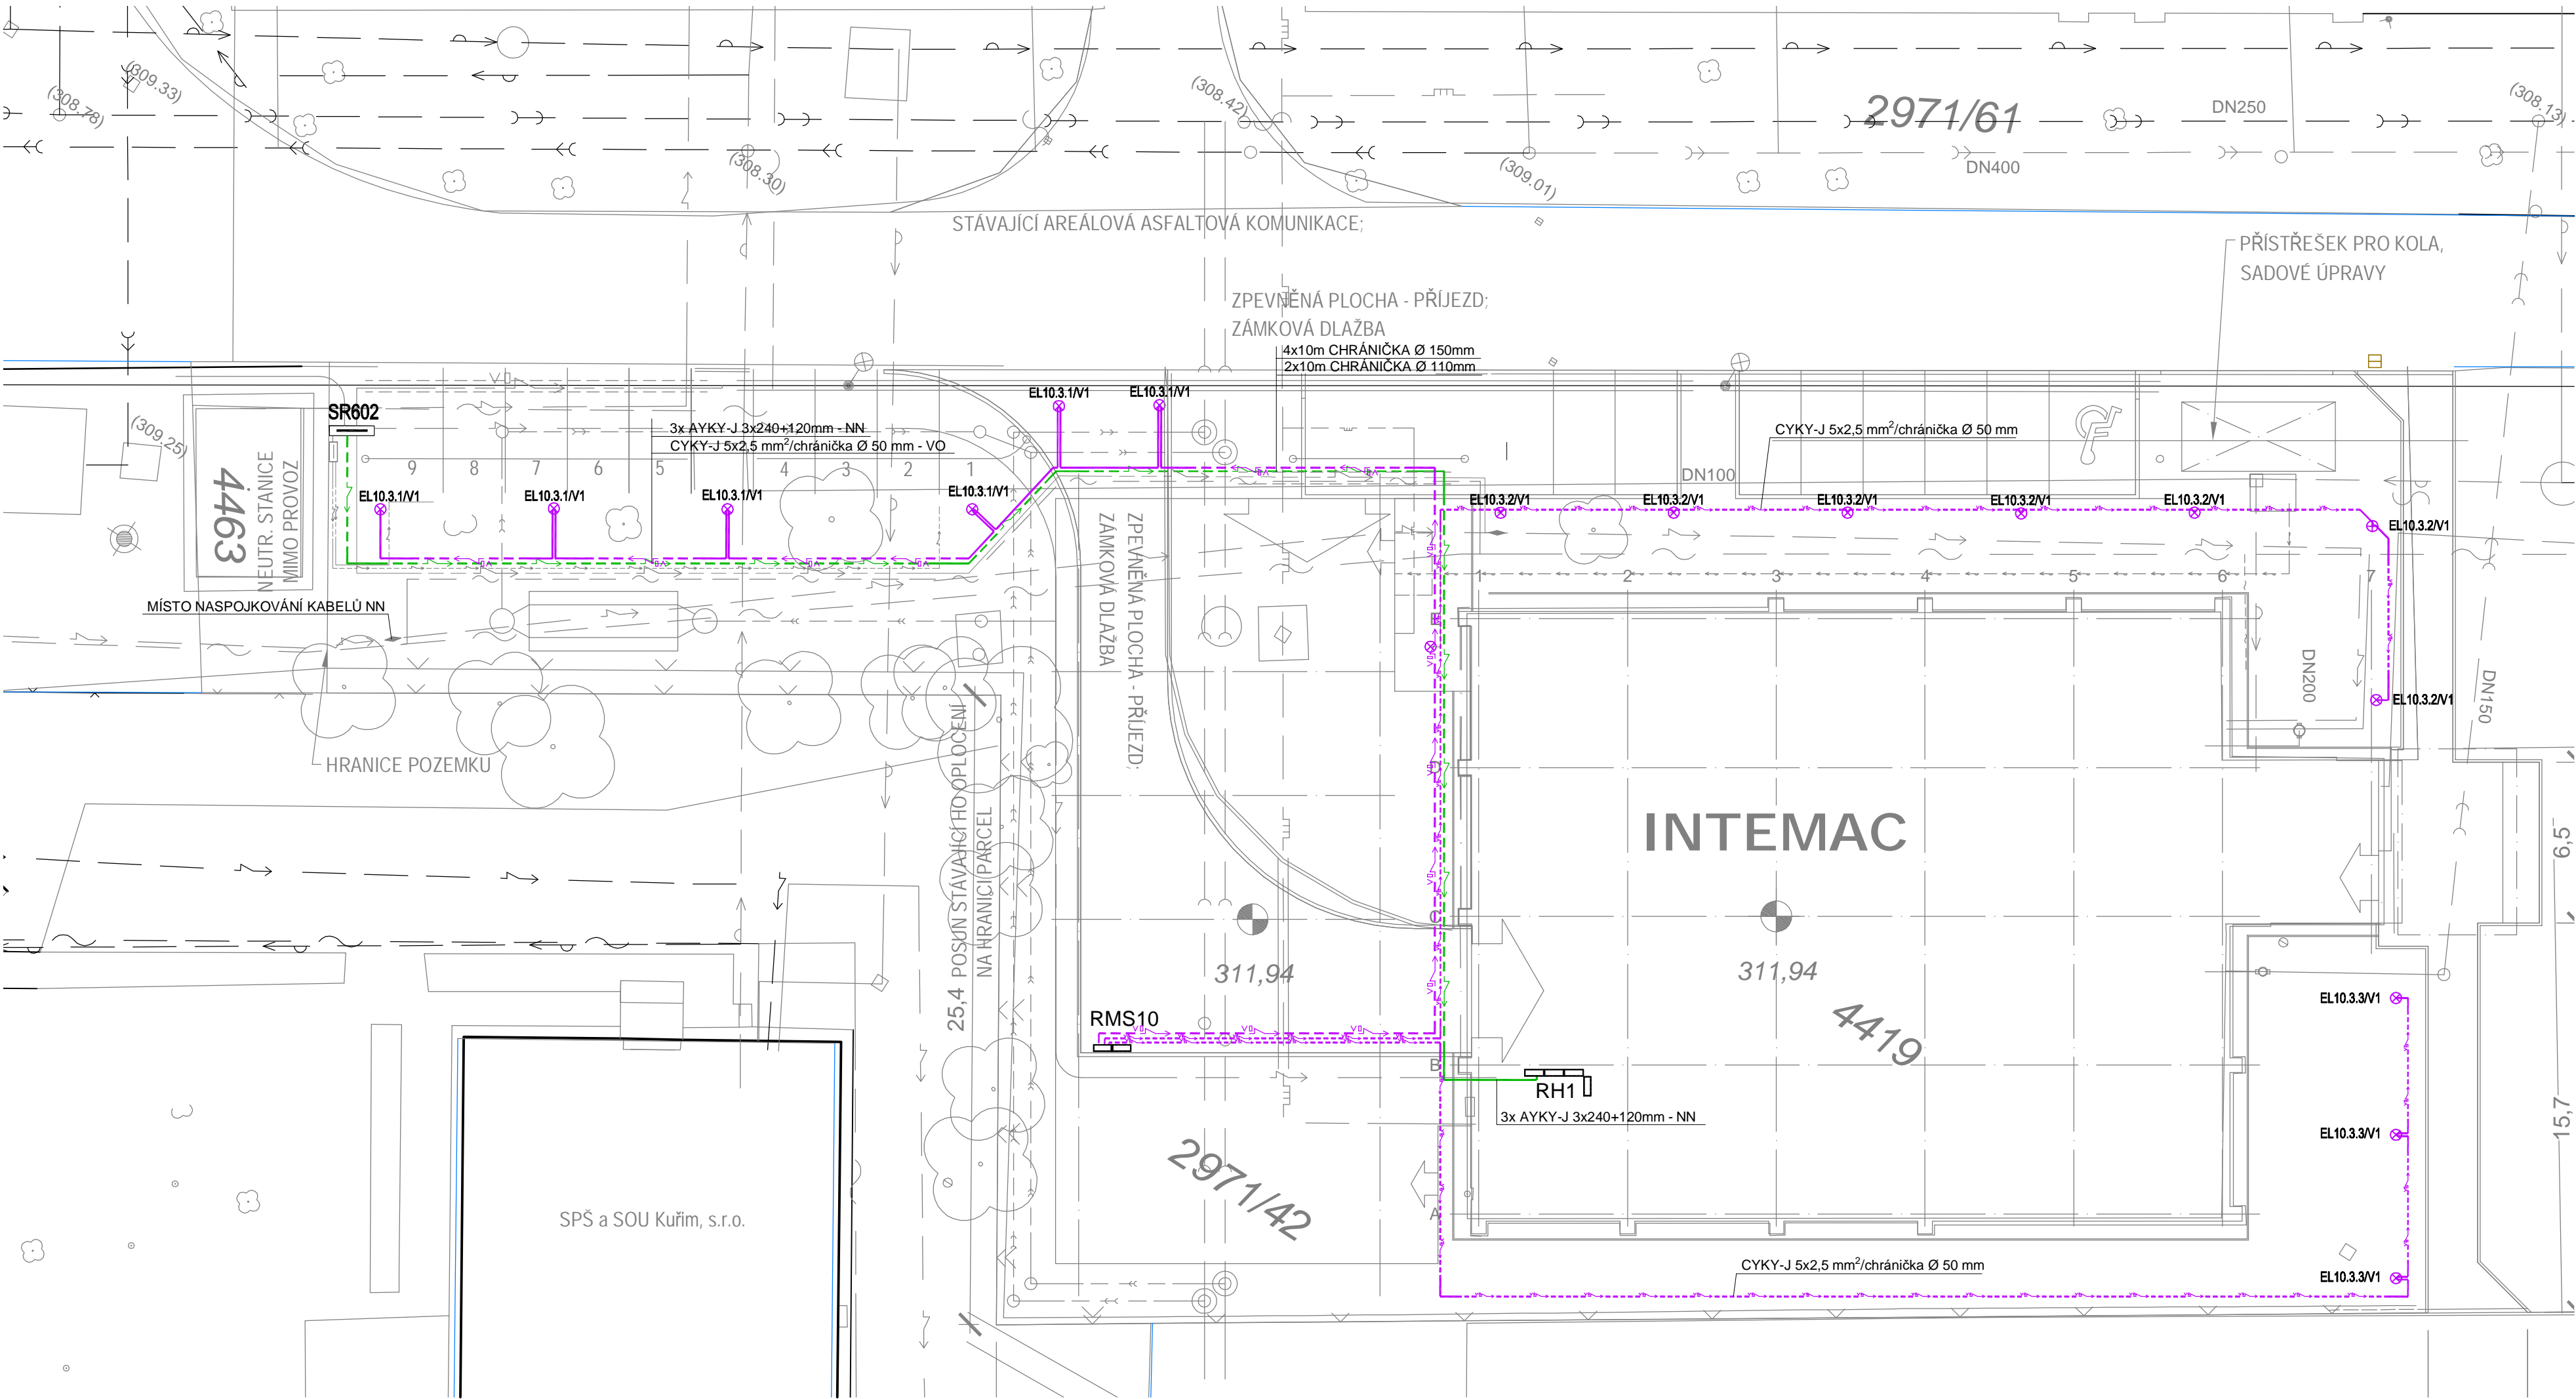 (309.33)
(308.78)
(308.42)
2971/61
DN250
(308.13)
(308.30)
(309.01)
DN400
STÁVAJÍCÍ AREÁLOVÁ ASFALTOVÁ KOMUNIKACE;
PŘÍSTŘEŠEK PRO KOLA,
SADOVÉ ÚPRAVY
ZPEVNĚNÁ PLOCHA - PŘÍJEZD;
ZÁMKOVÁ DLAŽBA
4x10m CHRÁNIČKA Ø 150mm
2x10m CHRÁNIČKA Ø 110mm
SR602
EL10.3.1/V1
EL10.3.1/V1
(309.25)
3x AYKY-J 3x240+120mm - NN
CYKY-J 5x2,5 mm²/chránička Ø 50 mm - VO
CYKY-J 5x2,5 mm²/chránička Ø 50 mm
9 8 7 6 5 4 3 2 1
DN100
4463
NEUTR. STANICE
MIMO PROVOZ
EL10.3.1/V1
EL10.3.1/V1
EL10.3.1/V1
EL10.3.1/V1
EL10.3.2/V1
EL10.3.2/V1
EL10.3.2/V1
EL10.3.2/V1
EL10.3.2/V1
EL10.3.2/V1
ZPEVNĚNÁ PLOCHA - PŘÍJEZD;
ZÁMKOVÁ DLAŽBA
1 2 3 4 5 6 7
MÍSTO NASPOJKOVÁNÍ KABELŮ NN
E
DN200
DN150
EL10.3.2/V1
HRANICE POZEMKU
D
25,4
POSUN STÁVAJÍCÍHO OPLOCENÍ
NA HRANICI PARCEL
INTEMAC
6,5
C
311,94
311,94
EL10.3.3/V1
RMS10
4419
B
RH1
3x AYKY-J 3x240+120mm - NN
15,7
EL10.3.3/V1
2971/42
A
SPŠ a SOU Kuřim, s.r.o.
CYKY-J 5x2,5 mm²/chránička Ø 50 mm
EL10.3.3/V1